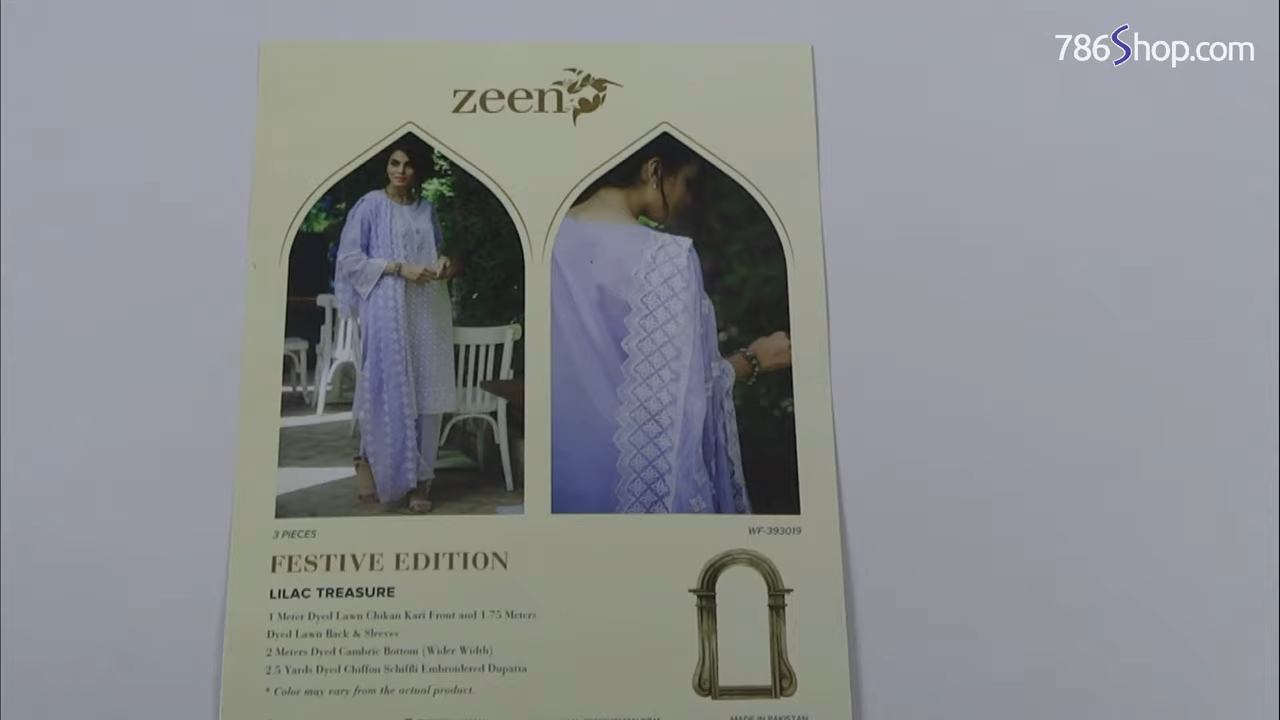 786Shop.com
zeen
3 PIECES
WF-393019
FESTIVE EDITION
LILAC TREASURE
1 Meter Dyed Lawn Chikan Kari Front and 1.75 Meters
Dyed Lawn Back & Sleeves
2 Meters Dyed Cambric Bottom (Wider Width)
2.5 Yards Dyed Chiffon Schiffli Embroidered Dupatta
* Color may vary from the actual product.
MADE IN PAKISTAN